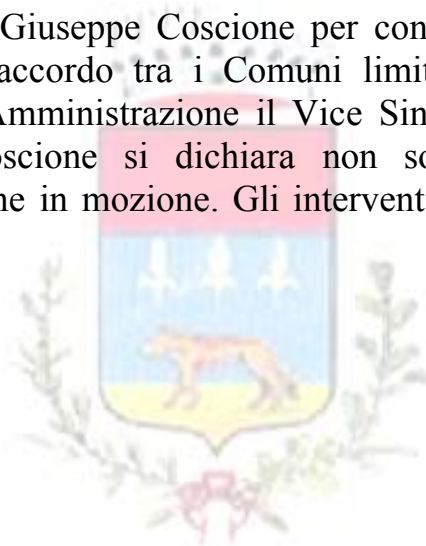 Giuseppe Coscione per con
accordo tra i Comuni limit
Amministrazione il Vice Sin
oscione si dichiara non so
ne in mozione. Gli intervent